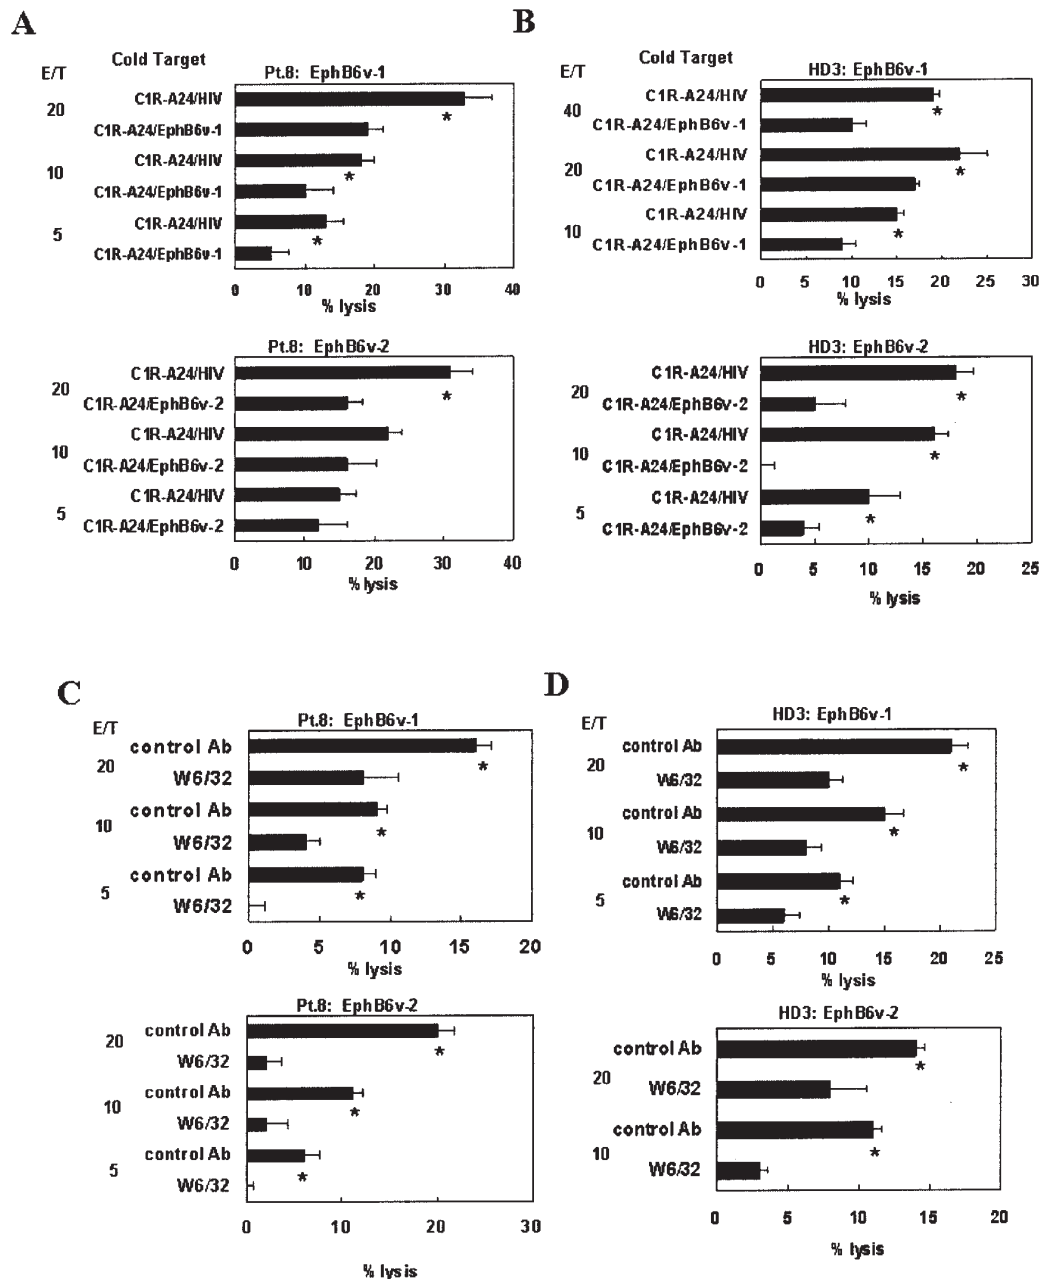 A
E/T
Cold Target
Pt.8: EphB6v-1
20
C1R-A24/HIV
*
C1R-A24/EphB6v-1
10
C1R-A24/HIV
*
C1R-A24/EphB6v-1
5
C1R-A24/HIV
*
C1R-A24/EphB6v-1
0 10 20 30 40
% lysis
Pt.8: EphB6v-2
20
C1R-A24/HIV
*
C1R-A24/EphB6v-2
10
C1R-A24/HIV
C1R-A24/EphB6v-2
5
C1R-A24/HIV
C1R-A24/EphB6v-2
0 10 20 30 40
% lysis
B
E/T
Cold Target
HD3: EphB6v-1
40
C1R-A24/HIV
*
C1R-A24/EphB6v-1
20
C1R-A24/HIV
*
C1R-A24/EphB6v-1
10
C1R-A24/HIV
*
C1R-A24/EphB6v-1
0 5 10 15 20 25 30
% lysis
HD3: EphB6v-2
20
C1R-A24/HIV
*
C1R-A24/EphB6v-2
10
C1R-A24/HIV
*
C1R-A24/EphB6v-2
5
C1R-A24/HIV
*
C1R-A24/EphB6v-2
0 5 10 15 20 25
% lysis
C
E/T
Pt.8: EphB6v-1
20
control Ab
*
W6/32
10
control Ab
*
W6/32
5
control Ab
*
W6/32
0 5 10 15 20
% lysis
Pt.8: EphB6v-2
20
control Ab
*
W6/32
10
control Ab
*
W6/32
5
control Ab
*
W6/32
0 10 20 30
% lysis
D
E/T
HD3: EphB6v-1
20
control Ab
*
W6/32
10
control Ab
*
W6/32
5
control Ab
*
W6/32
0 5 10 15 20 25
% lysis
HD3: EphB6v-2
20
control Ab
*
W6/32
10
control Ab
*
W6/32
0 5 10 15 20
% lysis